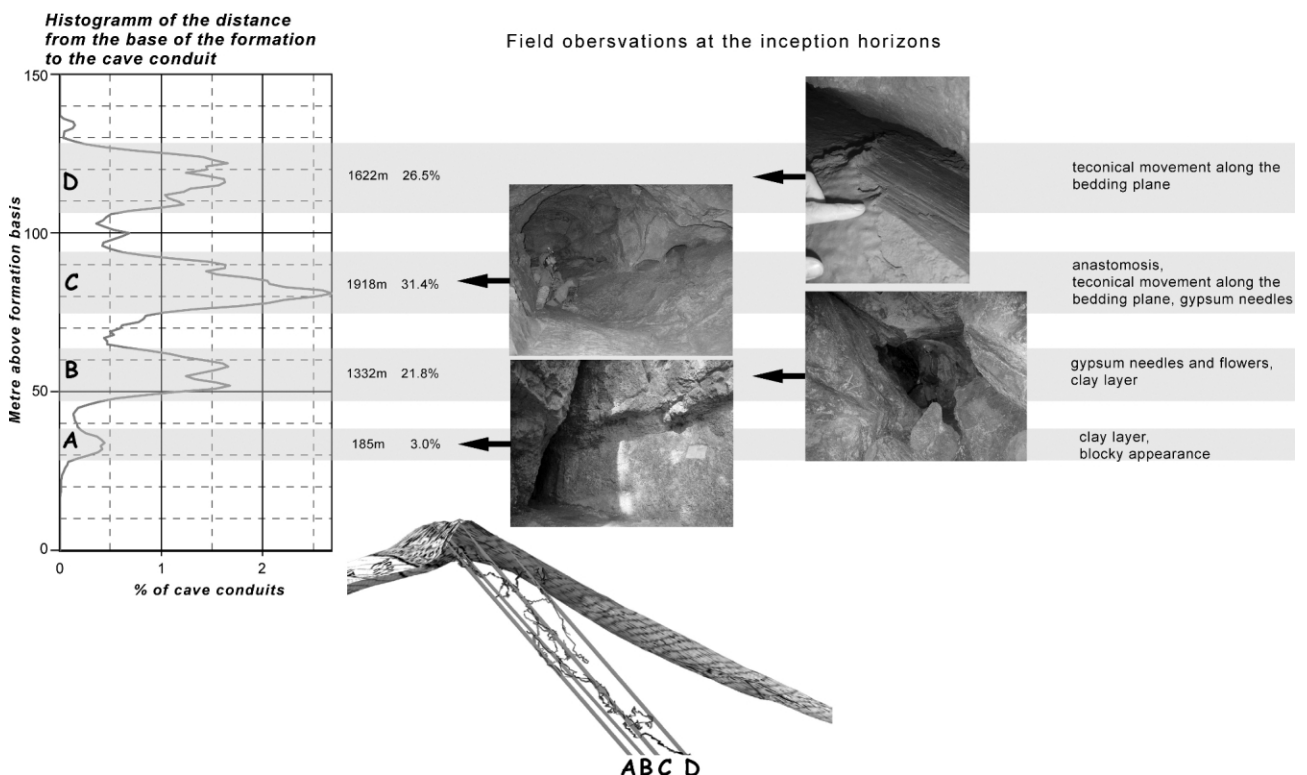 Histogramm of the distance
from the base of the formation
to the cave conduit
Field obersvations at the inception horizons
150
100
50
0
Metre above formation basis
D
C
B
A
0
1
2
% of cave conduits
1622m 26.5%
teconical movement along the
bedding plane
1918m 31.4%
anastomosis,
teconical movement along the
bedding plane, gypsum needles
1332m 21.8%
gypsum needles and flowers,
clay layer
185m 3.0%
clay layer,
blocky appearance
A B C D